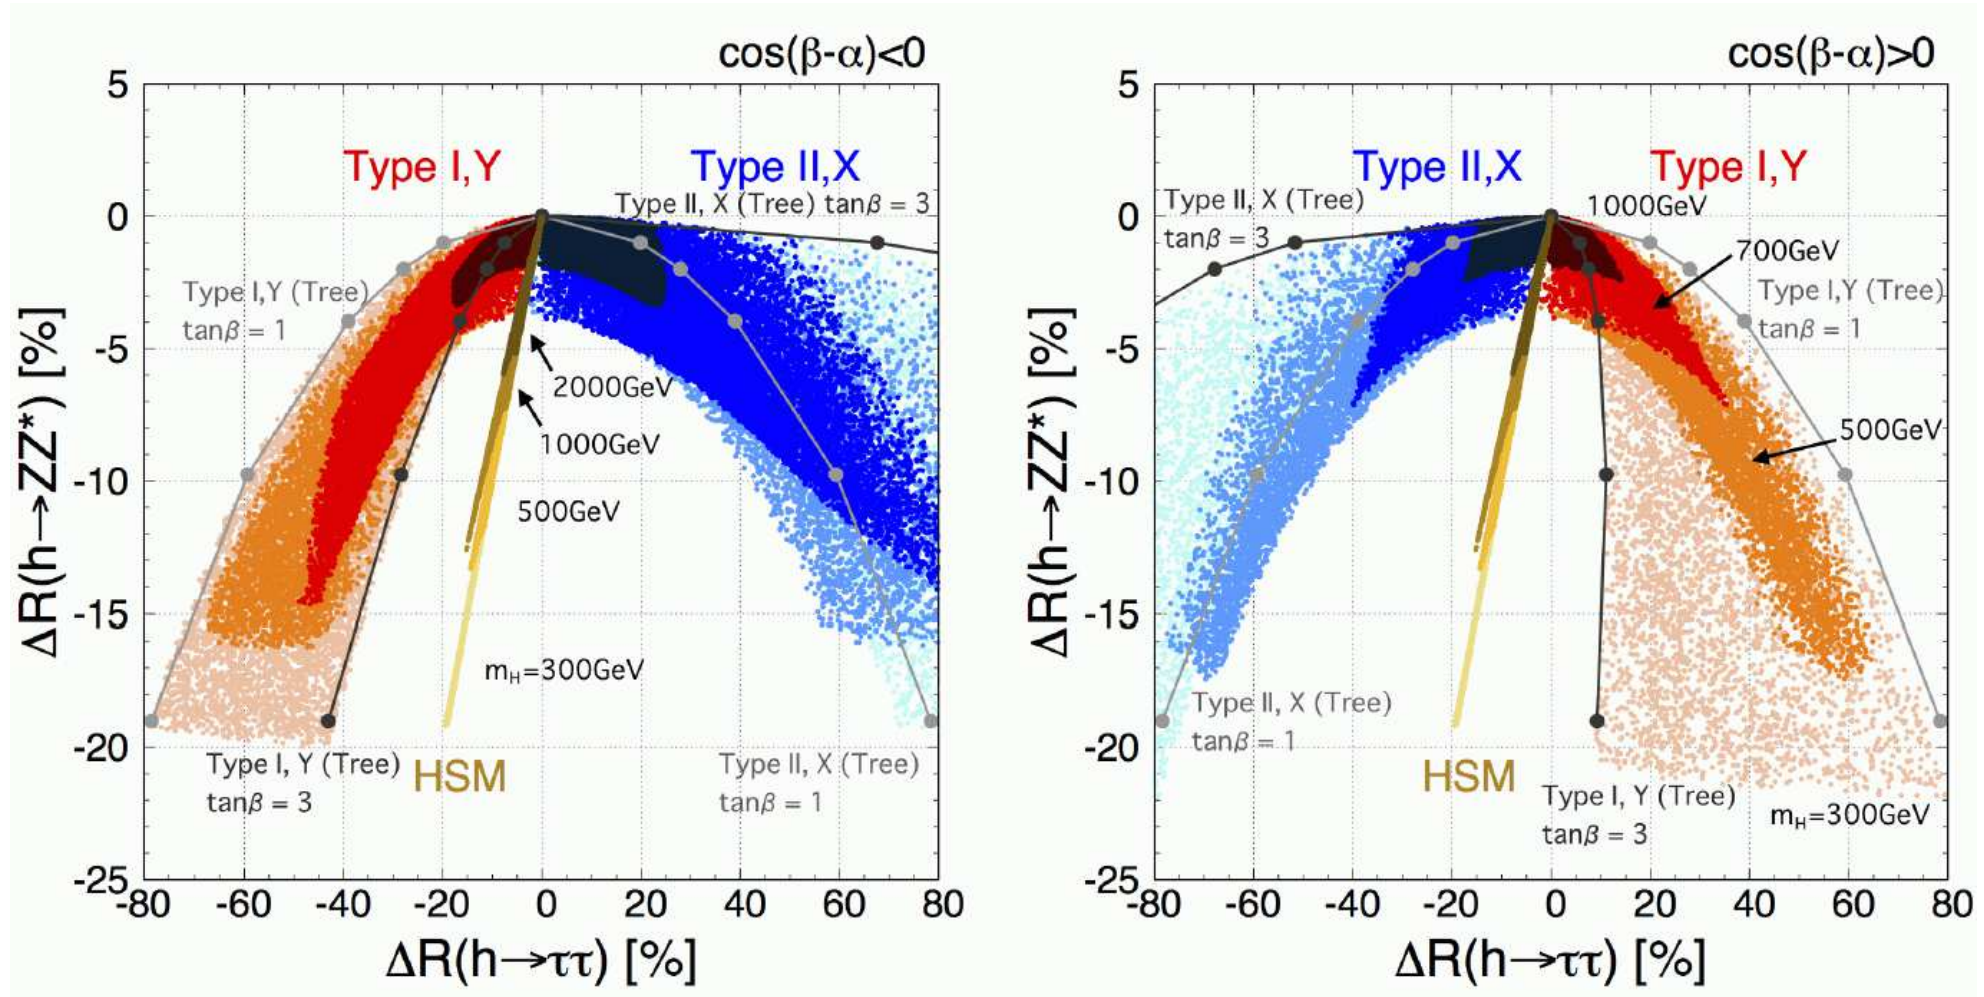 cos(β-α)<0
5
0
-5
-10
-15
-20
-25
ΔR(h→ZZ*) [%]
Type I,Y
Type II,X
Type II, X (Tree) tanβ = 3
Type I,Y (Tree)
tanβ = 1
2000GeV
1000GeV
500GeV
mH=300GeV
Type I, Y (Tree)
tanβ = 3
HSM
Type II, X (Tree)
tanβ = 1
-80 -60 -40 -20 0 20 40 60 80
ΔR(h→ττ) [%]
cos(β-α)>0
5
0
-5
-10
-15
-20
-25
ΔR(h→ZZ*) [%]
Type II,X
Type I,Y
Type II, X (Tree)
tanβ = 3
1000GeV
700GeV
Type I,Y (Tree)
tanβ = 1
500GeV
Type II, X (Tree)
tanβ = 1
HSM
Type I, Y (Tree)
tanβ = 3
mH=300GeV
-80 -60 -40 -20 0 20 40 60 80
ΔR(h→ττ) [%]